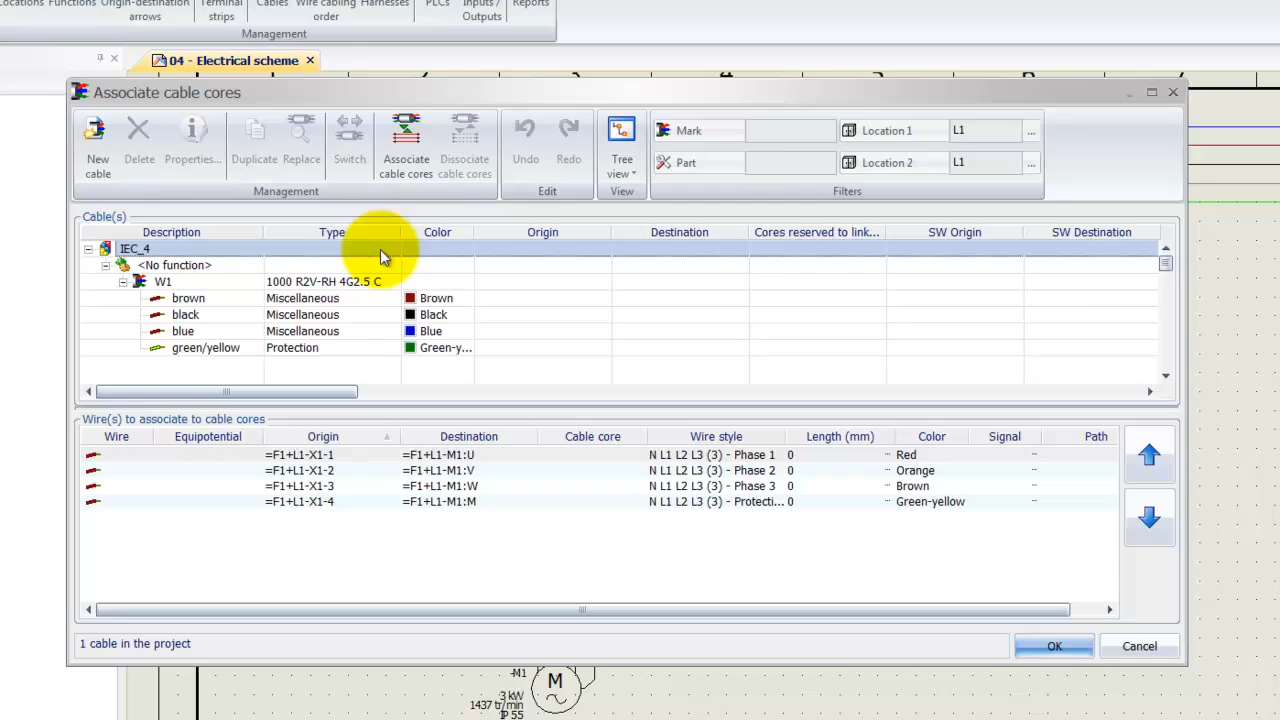 Locations Functions Origin-destination arrows Terminal strips Cables Wire cabling order Harnesses PLCs Inputs / Outputs Reports
Management
04 - Electrical scheme
Associate cable cores
New cable Delete Properties... Duplicate Replace Switch Associate cable cores Dissociate cable cores Undo Redo Tree view Mark Location 1 L1 ...
Part Location 2 L1 ...
Management Edit View Filters
Cable(s)
Description Type Color Origin Destination Cores reserved to link... SW Origin SW Destination
IEC_4
<No function>
W1 1000 R2V-RH 4G2.5 C
brown Miscellaneous Brown
black Miscellaneous Black
blue Miscellaneous Blue
green/yellow Protection Green-y...
Wire(s) to associate to cable cores
Wire Equipotential Origin Destination Cable core Wire style Length (mm) Color Signal Path
=F1+L1-X1-1 =F1+L1-M1:U N L1 L2 L3 (3) - Phase 1 0 Red
=F1+L1-X1-2 =F1+L1-M1:V N L1 L2 L3 (3) - Phase 2 0 Orange
=F1+L1-X1-3 =F1+L1-M1:W N L1 L2 L3 (3) - Phase 3 0 Brown
=F1+L1-X1-4 =F1+L1-M1:M N L1 L2 L3 (3) - Protecti... 0 Green-yellow
1 cable in the project
OK Cancel
-M1
M
3 kW
1437 tr/min
IP 55